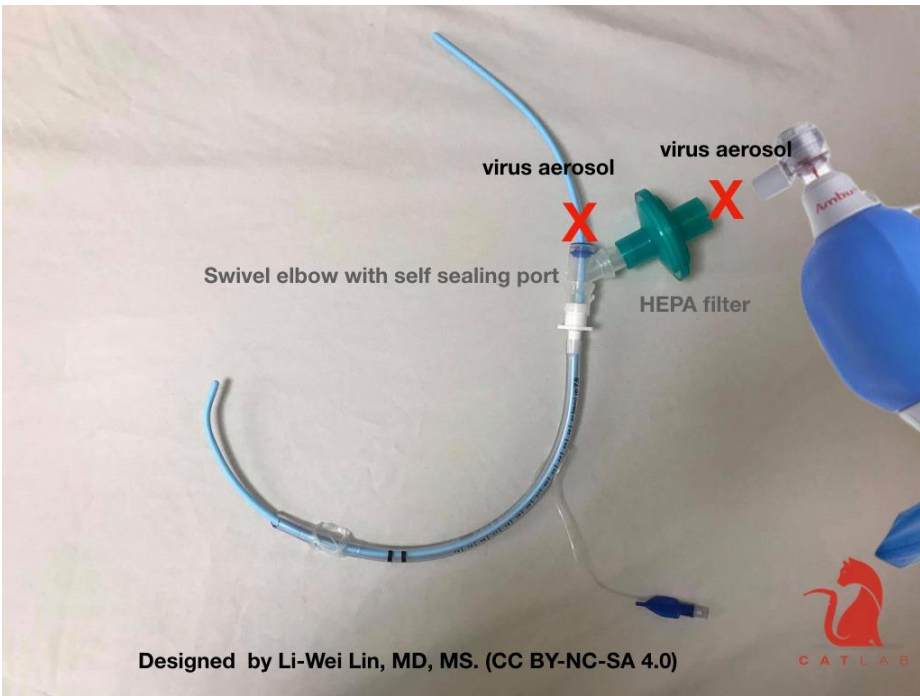 virus aerosol
virus aerosol
Ambu
Swivel elbow with self sealing port
HEPA filter
Designed by Li-Wei Lin, MD, MS. (CC BY-NC-SA 4.0)
CATLAB